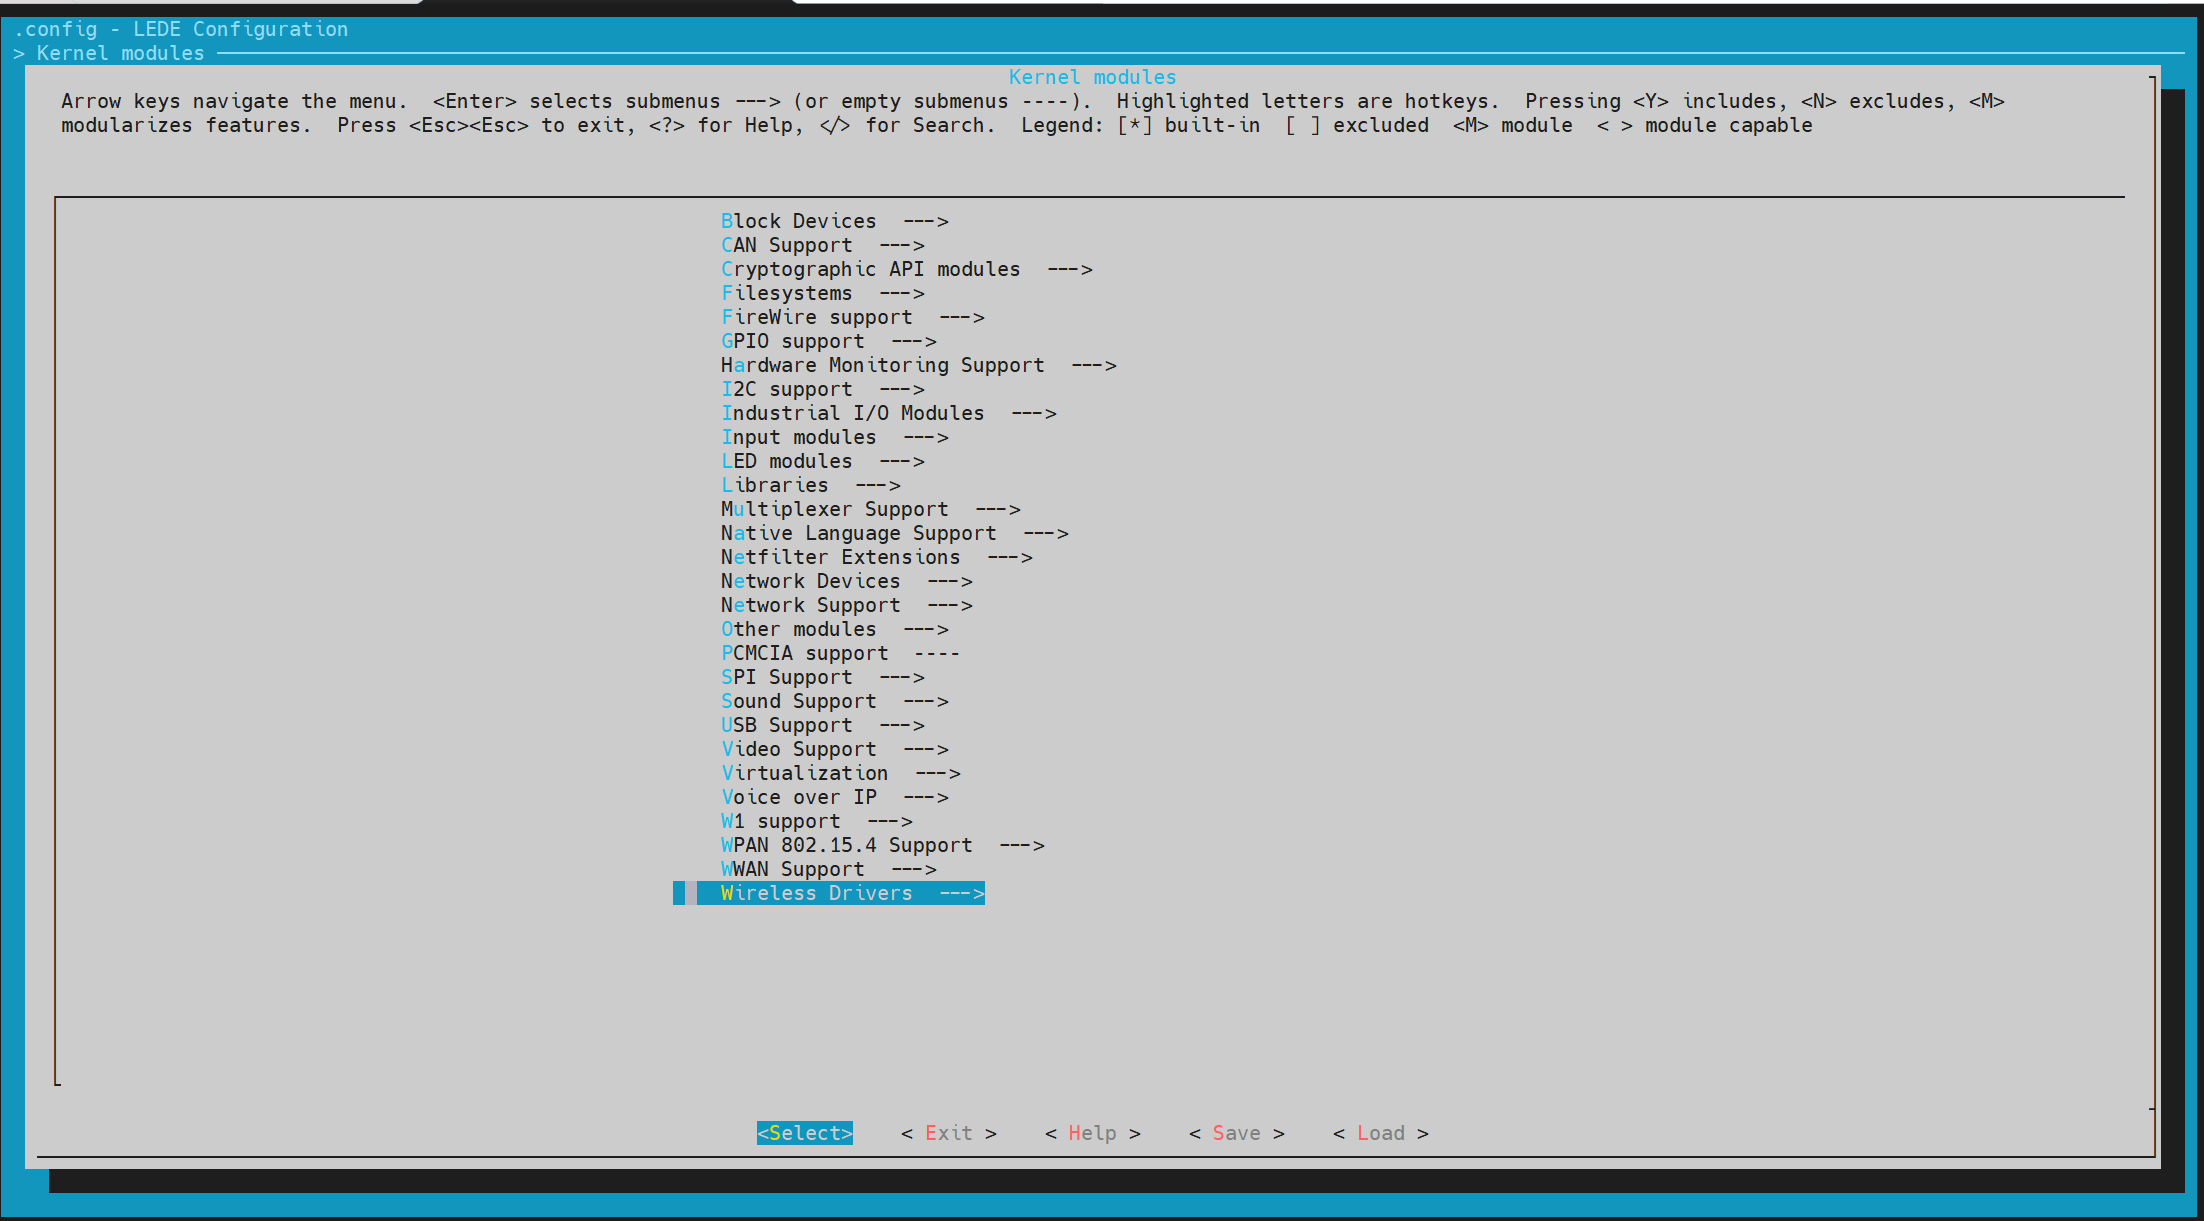 .config - LEDE Configuration
> Kernel modules
Kernel modules
Arrow keys navigate the menu.  <Enter> selects submenus ---> (or empty submenus ----).  Highlighted letters are hotkeys.  Pressing <Y> includes, <N> excludes, <M>
modularizes features.  Press <Esc><Esc> to exit, <?> for Help, </> for Search.  Legend: [*] built-in  [ ] excluded  <M> module  < > module capable
Block Devices  --->
CAN Support  --->
Cryptographic API modules  --->
Filesystems  --->
FireWire support  --->
GPIO support  --->
Hardware Monitoring Support  --->
I2C support  --->
Industrial I/O Modules  --->
Input modules  --->
LED modules  --->
Libraries  --->
Multiplexer Support  --->
Native Language Support  --->
Netfilter Extensions  --->
Network Devices  --->
Network Support  --->
Other modules  --->
PCMCIA support  ----
SPI Support  --->
Sound Support  --->
USB Support  --->
Video Support  --->
Virtualization  --->
Voice over IP  --->
W1 support  --->
WPAN 802.15.4 Support  --->
WWAN Support  --->
Wireless Drivers  --->
<Select>    < Exit >    < Help >    < Save >    < Load >